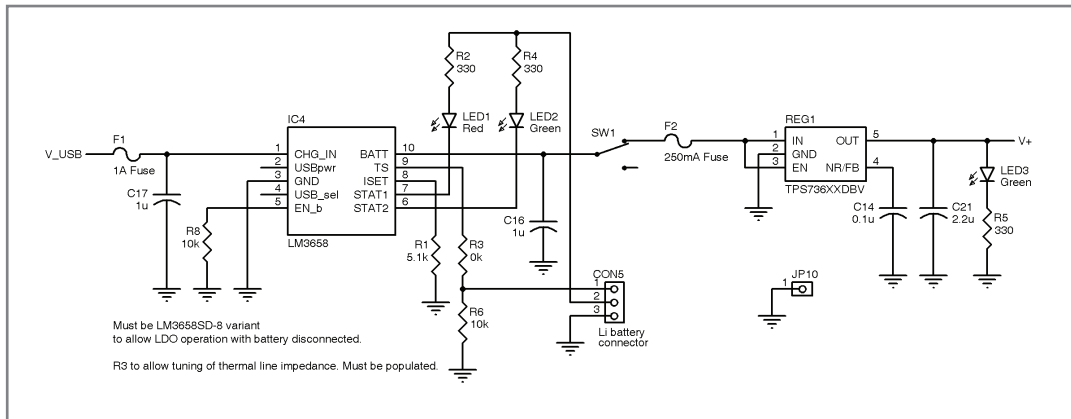 R2
330
R4
330
LED1
Red
LED2
Green
SW1
F2
250mA Fuse
REG1
1 IN
2 GND
3 EN
OUT 5
NR/FB 4
TPS736XXDBV
V+
LED3
Green
V_USB
F1
1A Fuse
C17
1u
IC4
1 CHG_IN
2 USBpwr
3 GND
4 USB_sel
5 EN_b
BATT 10
TS 9
ISET 8
STAT1 7
STAT2 6
LM3658
R8
10k
R1
5.1k
R3
0k
C16
1u
C14
0.1u
C21
2.2u
R5
330
R6
10k
CON5
1
2
3
Li battery
connector
JP10
1
Must be LM3658SD-8 variant
to allow LDO operation with battery disconnected.
R3 to allow tuning of thermal line impedance. Must be populated.